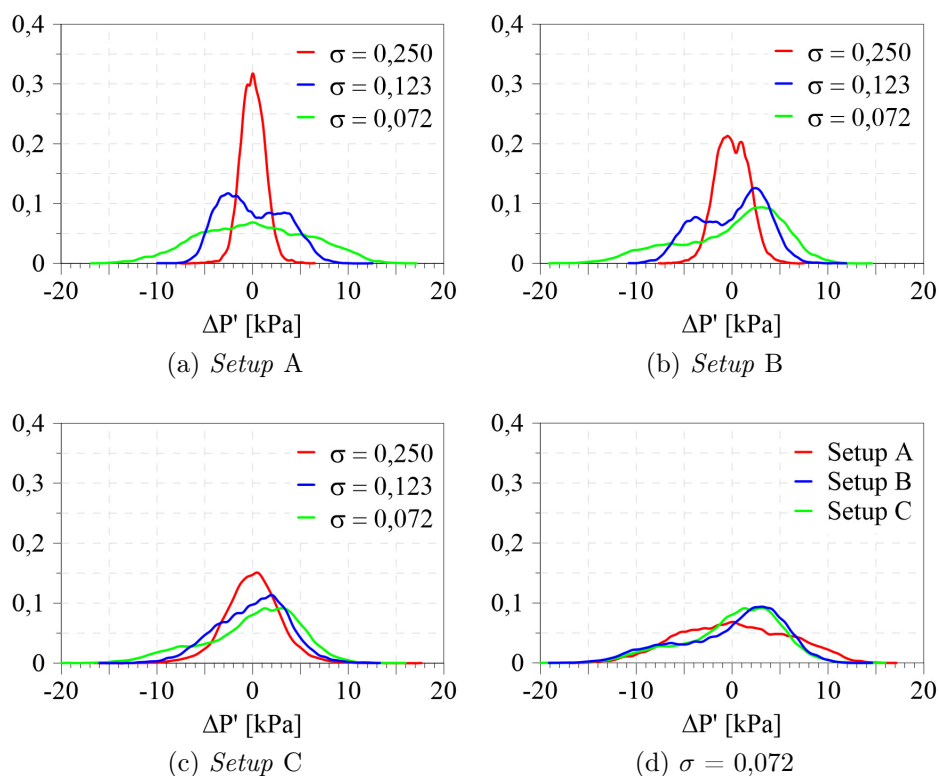 0,4
σ = 0,250
σ = 0,123
σ = 0,072
0,3
0,2
0,1
0
-20 -10 0 10 20
ΔP' [kPa]
(a) Setup A
0,4
σ = 0,250
σ = 0,123
σ = 0,072
0,3
0,2
0,1
0
-20 -10 0 10 20
ΔP' [kPa]
(b) Setup B
0,4
σ = 0,250
σ = 0,123
σ = 0,072
0,3
0,2
0,1
0
-20 -10 0 10 20
ΔP' [kPa]
(c) Setup C
0,4
Setup A
Setup B
Setup C
0,3
0,2
0,1
0
-20 -10 0 10 20
ΔP' [kPa]
(d) σ = 0,072